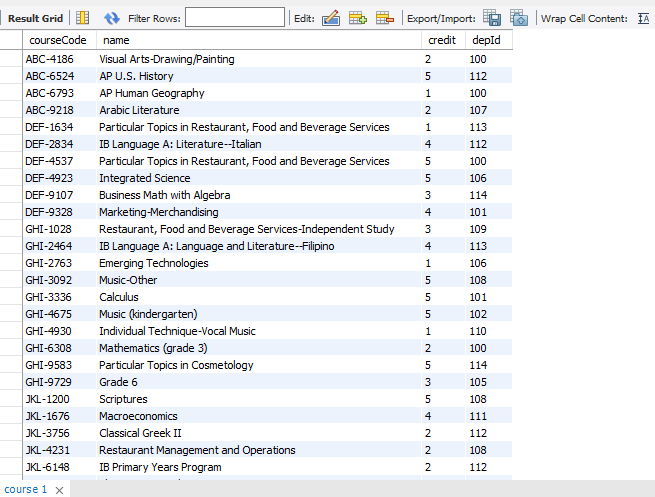 Result Grid Filter Rows: Edit: Export/Import: Wrap Cell Content: IA
courseCode name credit depId
ABC-4186 Visual Arts-Drawing/Painting 2 100
ABC-6524 AP U.S. History 5 112
ABC-6793 AP Human Geography 1 100
ABC-9218 Arabic Literature 2 107
DEF-1634 Particular Topics in Restaurant, Food and Beverage Services 1 113
DEF-2834 IB Language A: Literature--Italian 4 112
DEF-4537 Particular Topics in Restaurant, Food and Beverage Services 5 100
DEF-4923 Integrated Science 5 106
DEF-9107 Business Math with Algebra 3 114
DEF-9328 Marketing-Merchandising 4 101
GHI-1028 Restaurant, Food and Beverage Services-Independent Study 3 109
GHI-2464 IB Language A: Language and Literature--Filipino 4 113
GHI-2763 Emerging Technologies 1 106
GHI-3092 Music-Other 5 108
GHI-3336 Calculus 5 101
GHI-4675 Music (kindergarten) 5 102
GHI-4930 Individual Technique-Vocal Music 1 110
GHI-6308 Mathematics (grade 3) 2 100
GHI-9583 Particular Topics in Cosmetology 5 114
GHI-9729 Grade 6 3 105
JKL-1200 Scriptures 5 108
JKL-1676 Macroeconomics 4 111
JKL-3756 Classical Greek II 2 112
JKL-4231 Restaurant Management and Operations 2 108
JKL-6148 IB Primary Years Program 2 112
course 1